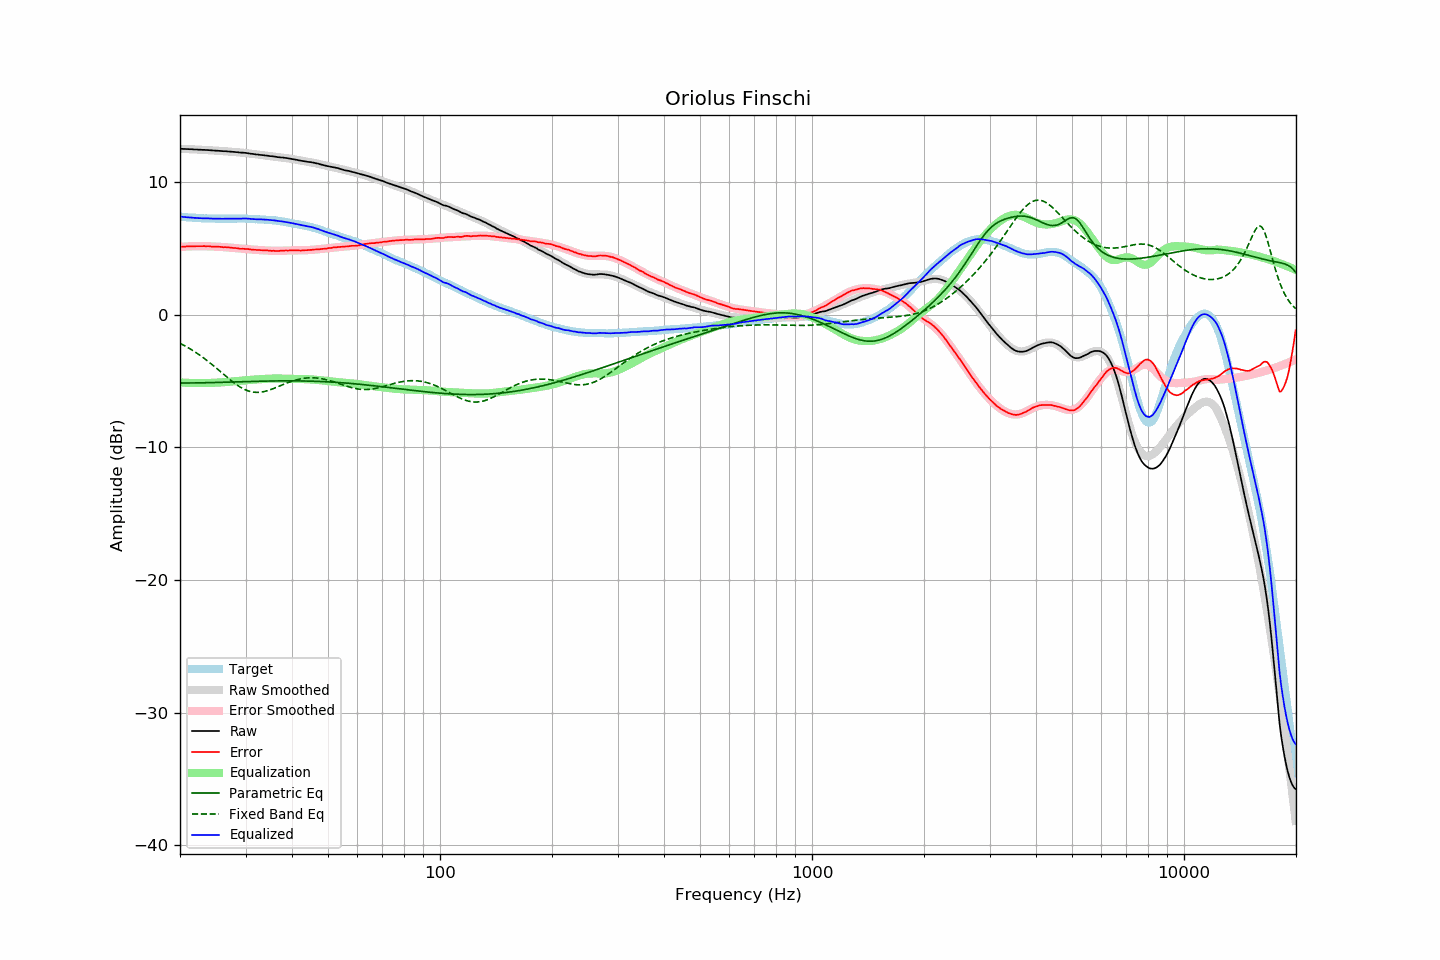 Oriolus Finschi
10
0
−10
−20
−30
−40
Amplitude (dBr)
Target
Raw Smoothed
Error Smoothed
Raw
Error
Equalization
Parametric Eq
Fixed Band Eq
Equalized
100
1000
10000
Frequency (Hz)